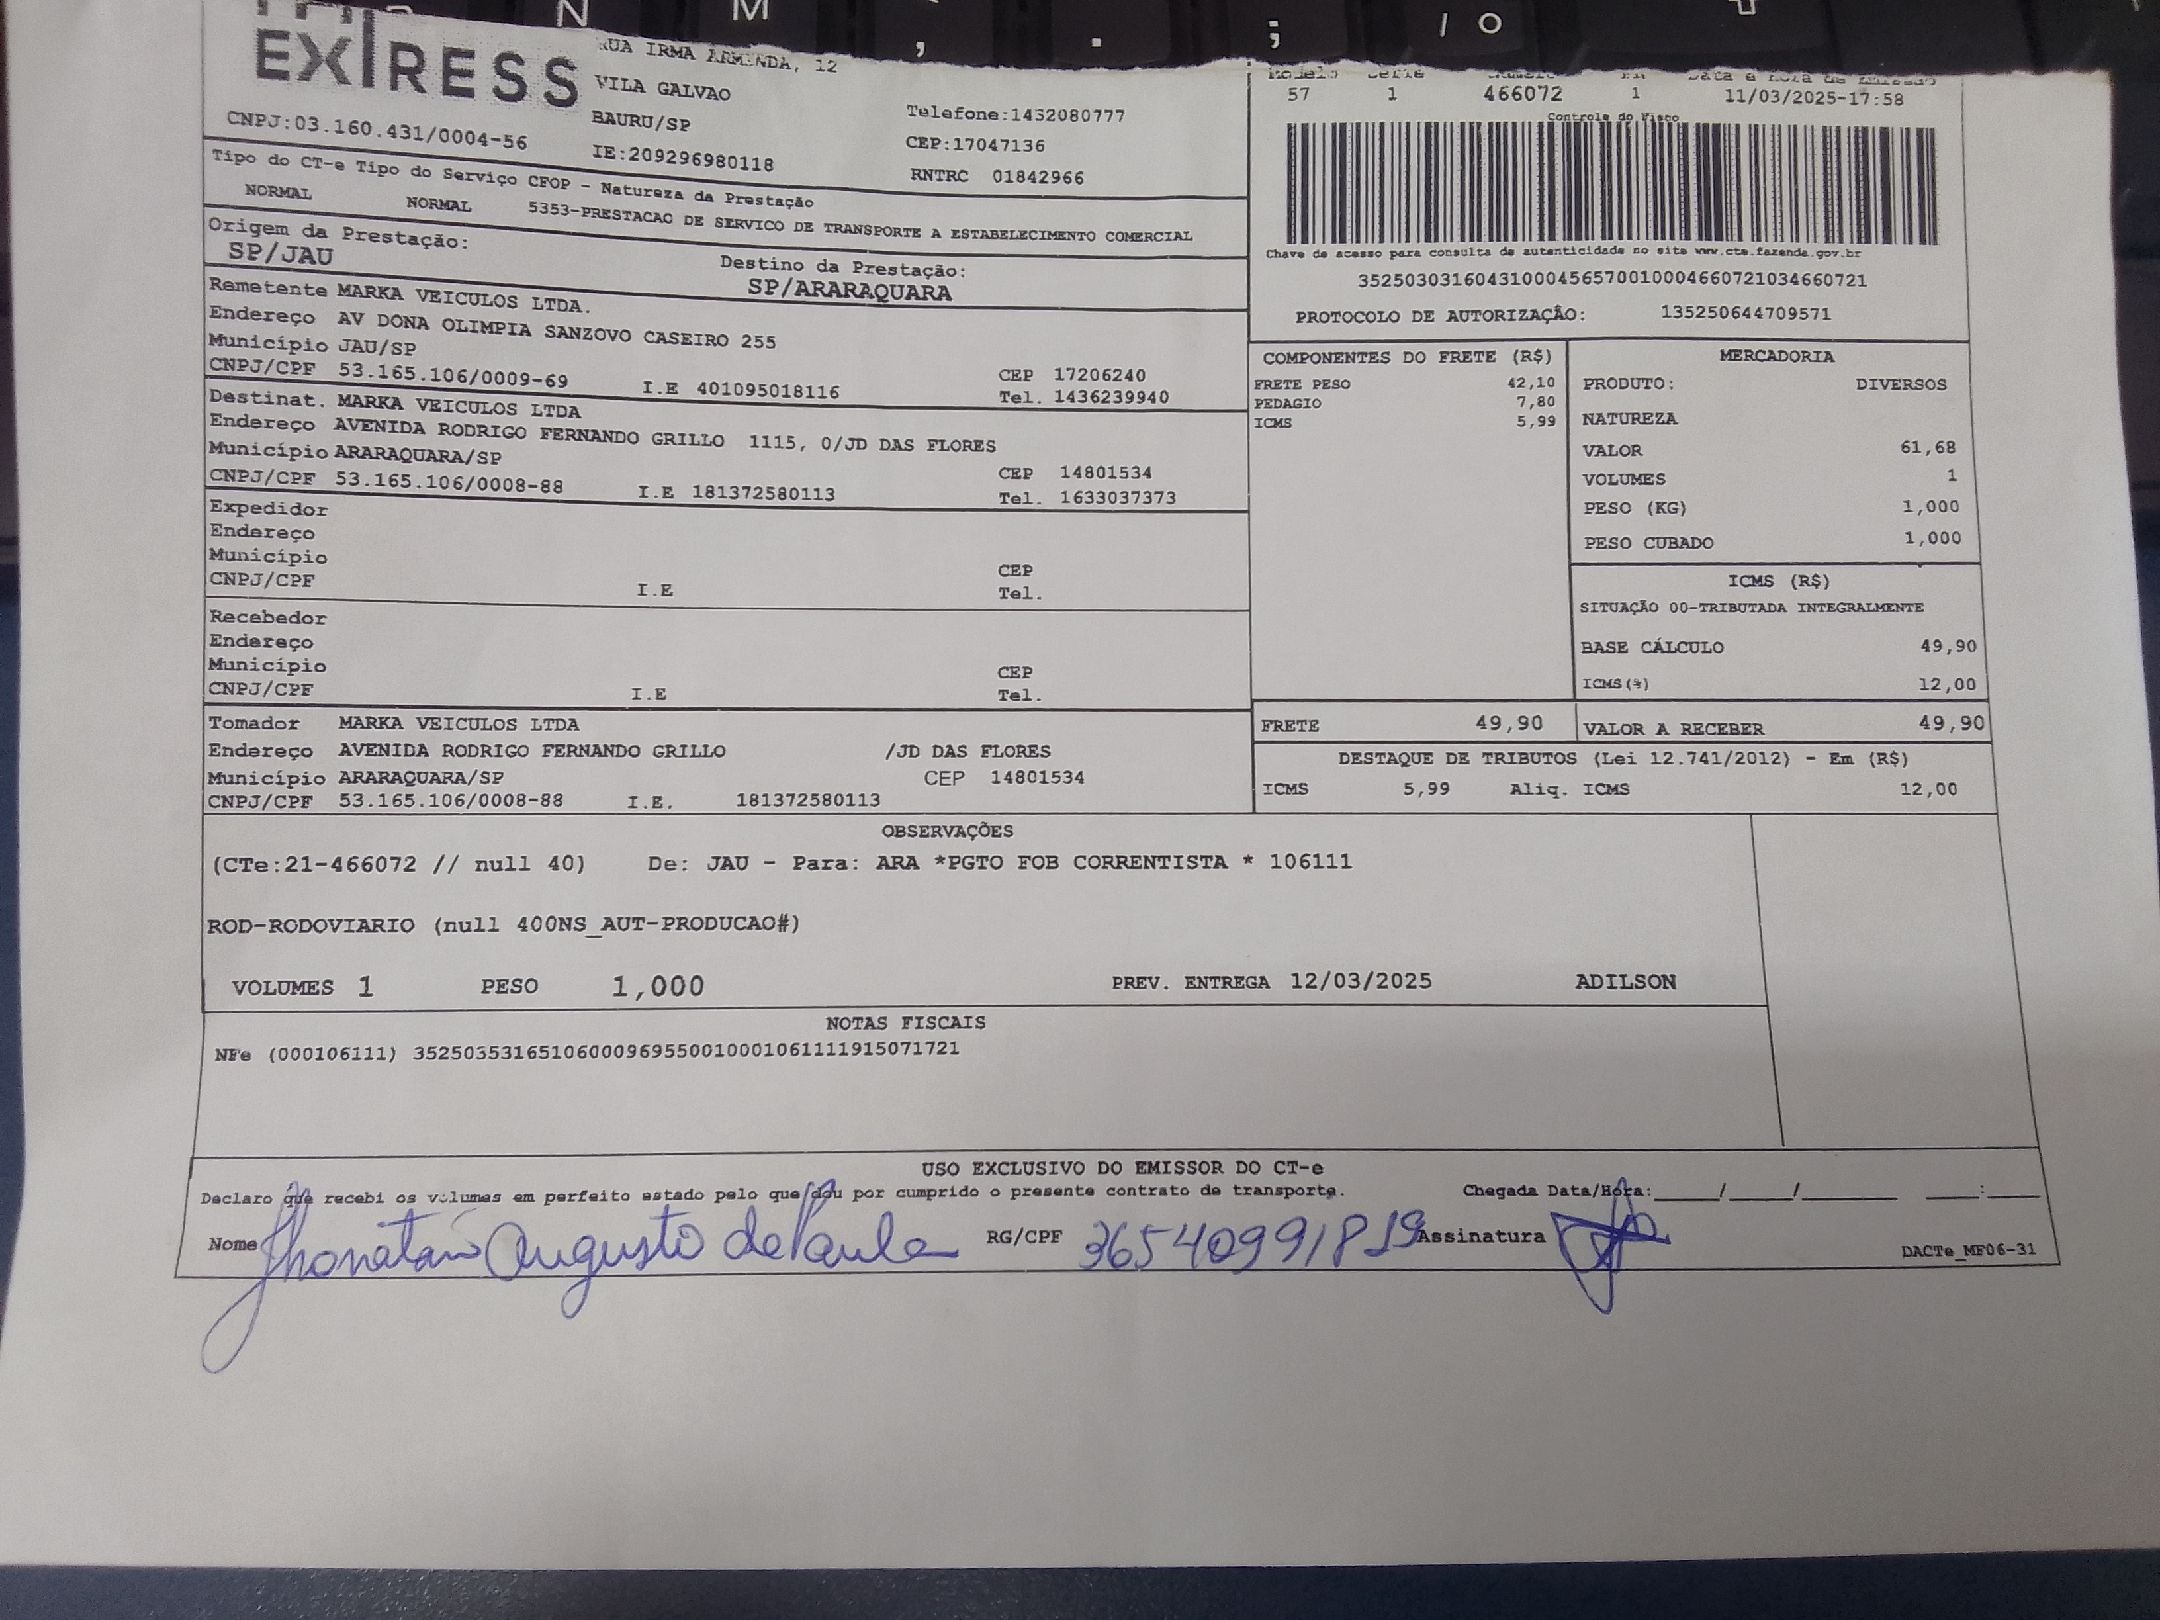 EXPRESS
RUA IRMA ARMINDA, 12
VILA GALVAO
BAURU/SP
Telefone:1432080777
CNPJ:03.160.431/0004-56
IE:209296980118
CEP:17047136
RNTRC 01842966
Modelo Serie
57 1 466072 1 11/03/2025-17:58
Controle do Fisco
Tipo do CT-e Tipo do Serviço CFOP - Natureza da Prestação
NORMAL NORMAL 5353-PRESTACAO DE SERVICO DE TRANSPORTE A ESTABELECIMENTO COMERCIAL
Chave de acesso para consulta de autenticidade no site www.cte.fazenda.gov.br
35250303160431000456570010004660721034660721
PROTOCOLO DE AUTORIZAÇÃO: 135250644709571
Origem da Prestação:
SP/JAU
Destino da Prestação:
SP/ARARAQUARA
Remetente MARKA VEICULOS LTDA.
Endereço AV DONA OLIMPIA SANZOVO CASEIRO 255
Município JAU/SP
CEP 17206240
CNPJ/CPF 53.165.106/0009-69 I.E 401095018116 Tel. 1436239940
Destinat. MARKA VEICULOS LTDA
Endereço AVENIDA RODRIGO FERNANDO GRILLO 1115, 0/JD DAS FLORES
Município ARARAQUARA/SP
CEP 14801534
CNPJ/CPF 53.165.106/0008-88 I.E 181372580113 Tel. 1633037373
Expedidor
Endereço
Município
CEP
CNPJ/CPF I.E Tel.
Recebedor
Endereço
Município
CEP
CNPJ/CPF I.E Tel.
Tomador MARKA VEICULOS LTDA
Endereço AVENIDA RODRIGO FERNANDO GRILLO /JD DAS FLORES
Município ARARAQUARA/SP CEP 14801534
CNPJ/CPF 53.165.106/0008-88 I.E. 181372580113
COMPONENTES DO FRETE (R$)
FRETE PESO 42,10
PEDAGIO 7,80
ICMS 5,99
MERCADORIA
PRODUTO: DIVERSOS
NATUREZA
VALOR 61,68
VOLUMES 1
PESO (KG) 1,000
PESO CUBADO 1,000
ICMS (R$)
SITUAÇÃO 00-TRIBUTADA INTEGRALMENTE
BASE CÁLCULO 49,90
ICMS(%) 12,00
FRETE 49,90 VALOR A RECEBER 49,90
DESTAQUE DE TRIBUTOS (Lei 12.741/2012) - Em (R$)
ICMS 5,99 Aliq. ICMS 12,00
OBSERVAÇÕES
(CTe:21-466072 // null 40) De: JAU - Para: ARA *PGTO FOB CORRENTISTA * 106111
ROD-RODOVIARIO (null 400NS_AUT-PRODUCAO#)
VOLUMES 1 PESO 1,000 PREV. ENTREGA 12/03/2025 ADILSON
NOTAS FISCAIS
NFe (000106111) 35250353165106000969550010001061111915071721
USO EXCLUSIVO DO EMISSOR DO CT-e
Declaro que recebi os volumes em perfeito estado pelo que dou por cumprido o presente contrato de transporte. Chegada Data/Hora:____/____/______ ___:___
Nome Jhonatan Augusto de Paula RG/CPF 36540991819 Assinatura
DACTe_MF06-31
N M , . ; / O